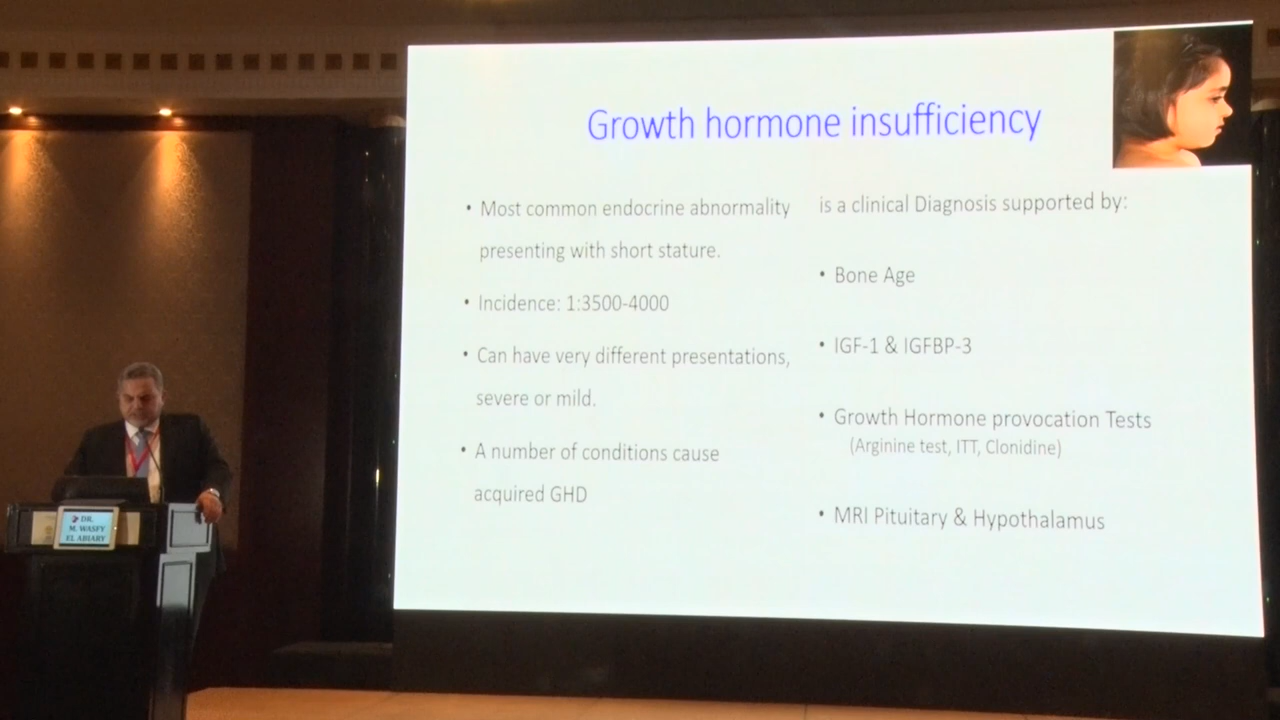 Growth hormone insufficiency
• Most common endocrine abnormality
presenting with short stature.
• Incidence: 1:3500-4000
• Can have very different presentations,
severe or mild.
• A number of conditions cause
acquired GHD
is a clinical Diagnosis supported by:
• Bone Age
• IGF-1 & IGFBP-3
• Growth Hormone provocation Tests
(Arginine test, ITT, Clonidine)
• MRI Pituitary & Hypothalamus
DR.
M. WASFY
EL ABIARY